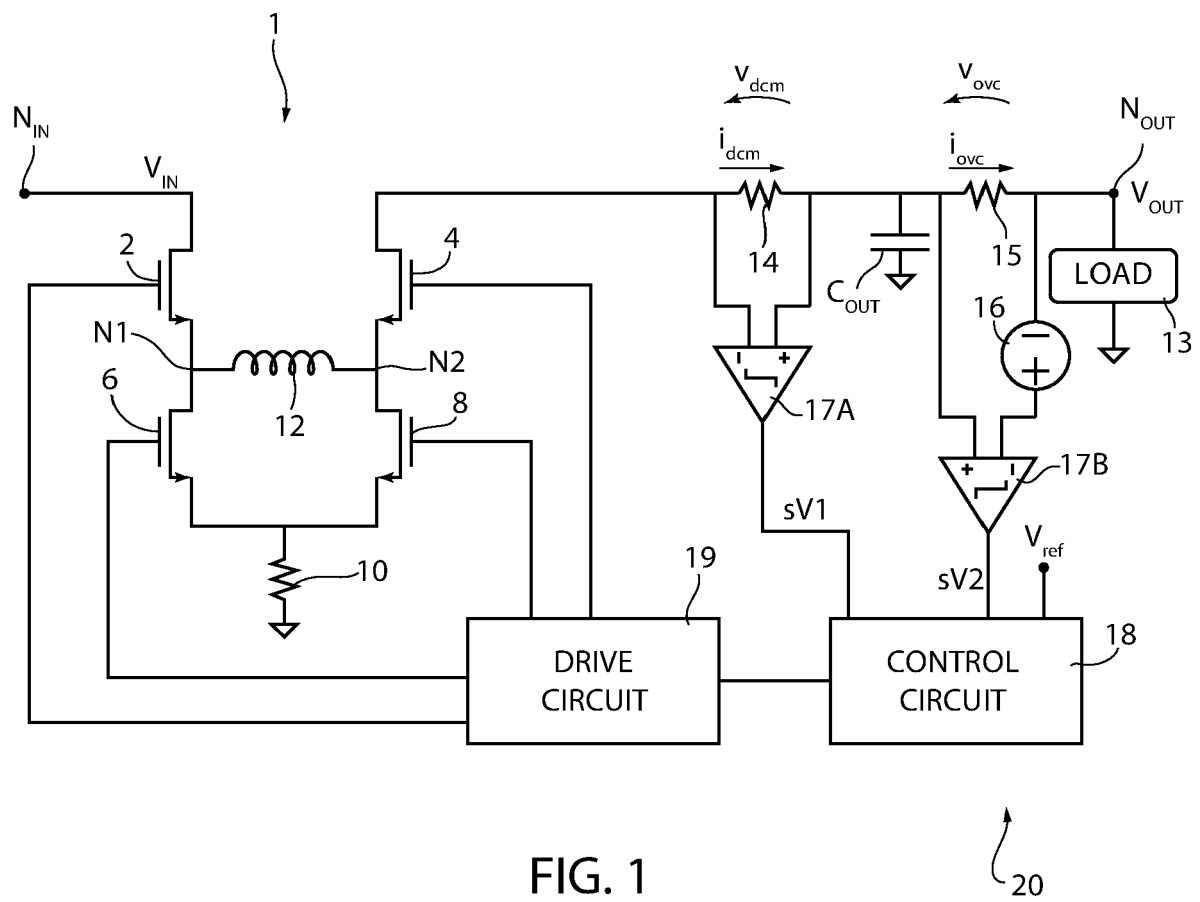 1
v_dcm
v_ovc
N_IN
i_dcm
i_ovc
N_OUT
V_IN
V_OUT
2
4
14
15
C_OUT
LOAD
16
13
N1
N2
6
12
8
17A
17B
sV1
V_ref
10
19
sV2
18
DRIVE
CIRCUIT
CONTROL
CIRCUIT
FIG. 1
20